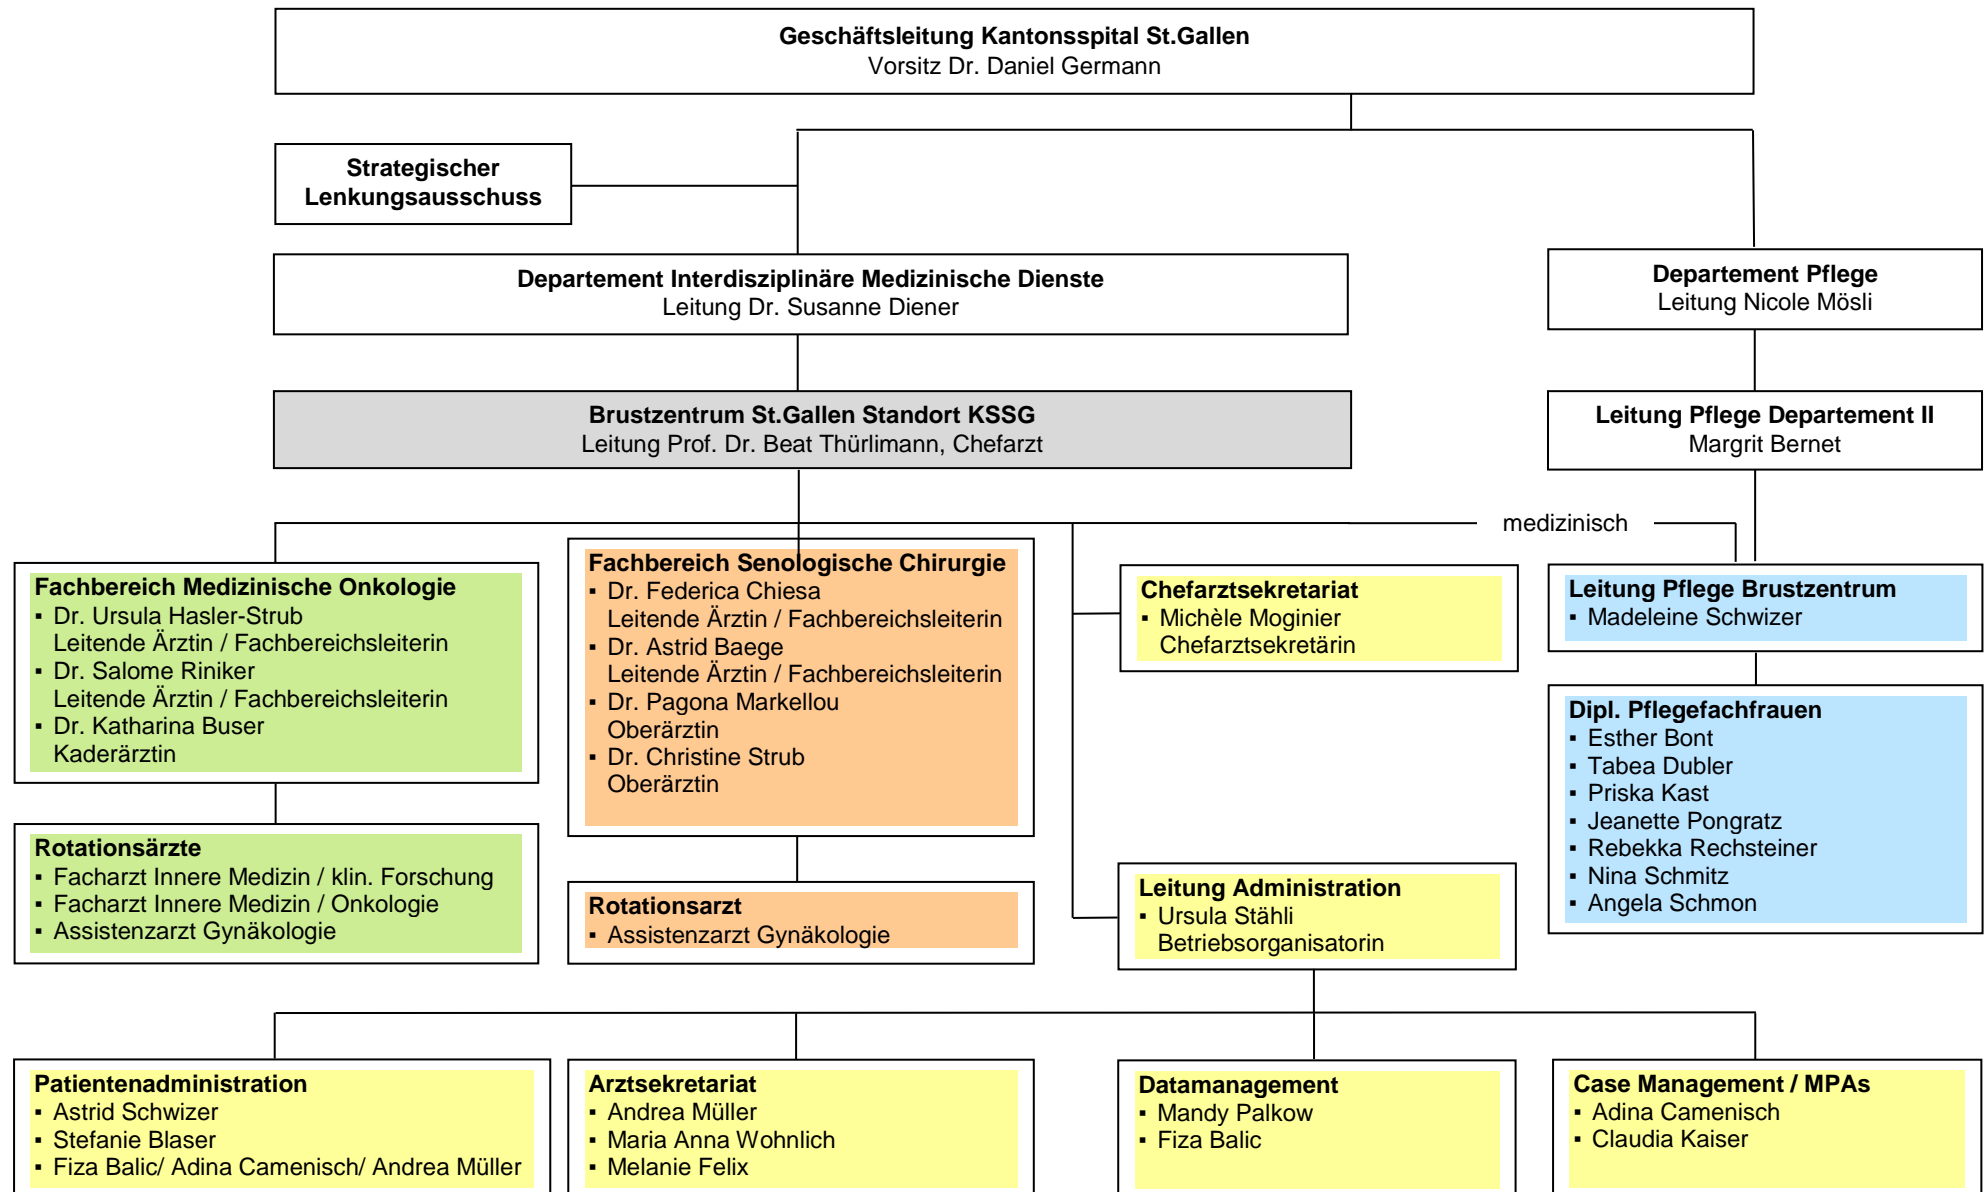 Geschäftsleitung Kantonsspital St.Gallen
Vorsitz Dr. Daniel Germann
Strategischer
Lenkungsausschuss
Departement Interdisziplinäre Medizinische Dienste
Leitung Dr. Susanne Diener
Departement Pflege
Leitung Nicole Mösli
Brustzentrum St.Gallen Standort KSSG
Leitung Prof. Dr. Beat Thürlimann, Chefarzt
Leitung Pflege Departement II
Margrit Bernet
medizinisch
Fachbereich Medizinische Onkologie
▪ Dr. Ursula Hasler-Strub
Leitende Ärztin / Fachbereichsleiterin
▪ Dr. Salome Riniker
Leitende Ärztin / Fachbereichsleiterin
▪ Dr. Katharina Buser
Kaderärztin
Fachbereich Senologische Chirurgie
▪ Dr. Federica Chiesa
Leitende Ärztin / Fachbereichsleiterin
▪ Dr. Astrid Baege
Leitende Ärztin / Fachbereichsleiterin
▪ Dr. Pagona Markellou
Oberärztin
▪ Dr. Christine Strub
Oberärztin
Chefarztsekretariat
▪ Michèle Moginier
Chefarztsekretärin
Leitung Pflege Brustzentrum
▪ Madeleine Schwizer
Dipl. Pflegefachfrauen
▪ Esther Bont
▪ Tabea Dubler
▪ Priska Kast
▪ Jeanette Pongratz
▪ Rebekka Rechsteiner
▪ Nina Schmitz
▪ Angela Schmon
Rotationsärzte
▪ Facharzt Innere Medizin / klin. Forschung
▪ Facharzt Innere Medizin / Onkologie
▪ Assistenzarzt Gynäkologie
Rotationsarzt
▪ Assistenzarzt Gynäkologie
Leitung Administration
▪ Ursula Stähli
Betriebsorganisatorin
Patientenadministration
▪ Astrid Schwizer
▪ Stefanie Blaser
▪ Fiza Balic/ Adina Camenisch/ Andrea Müller
Arztsekretariat
▪ Andrea Müller
▪ Maria Anna Wohnlich
▪ Melanie Felix
Datamanagement
▪ Mandy Palkow
▪ Fiza Balic
Case Management / MPAs
▪ Adina Camenisch
▪ Claudia Kaiser